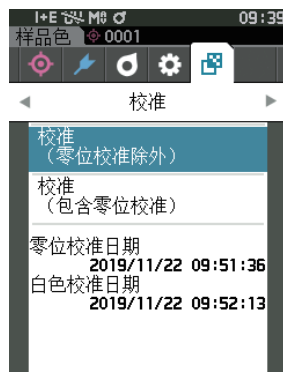 I+E M0 09:39
样品色 0001
校准
校准
（零位校准除外）
校准
（包含零位校准）
零位校准日期
2019/11/22 09:51:36
白色校准日期
2019/11/22 09:52:13